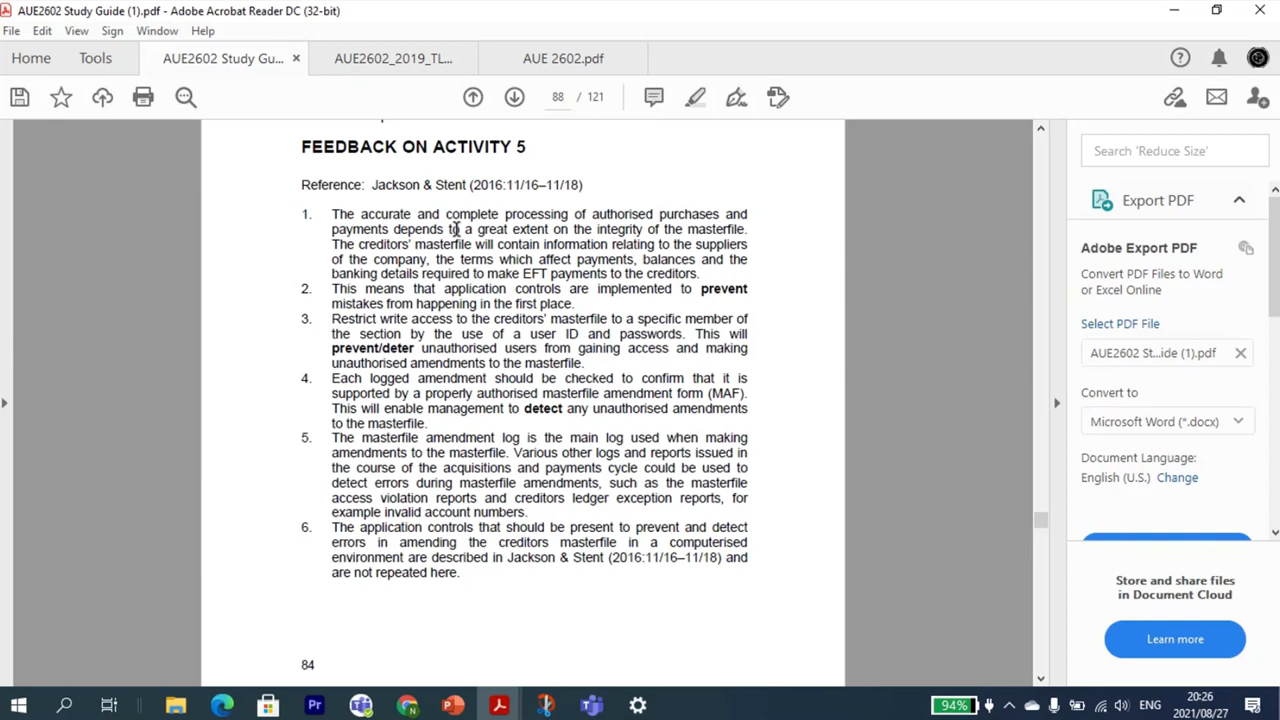 AUE2602 Study Guide (1).pdf - Adobe Acrobat Reader DC (32-bit)
File Edit View Sign Window Help
Home Tools AUE2602 Study Gu... AUE2602_2019_TL... AUE 2602.pdf
88 / 121
FEEDBACK ON ACTIVITY 5
Reference: Jackson & Stent (2016:11/16–11/18)
1. The accurate and complete processing of authorised purchases and
payments depends to a great extent on the integrity of the masterfile.
The creditors' masterfile will contain information relating to the suppliers
of the company, the terms which affect payments, balances and the
banking details required to make EFT payments to the creditors.
2. This means that application controls are implemented to prevent
mistakes from happening in the first place.
3. Restrict write access to the creditors' masterfile to a specific member of
the section by the use of a user ID and passwords. This will
prevent/deter unauthorised users from gaining access and making
unauthorised amendments to the masterfile.
4. Each logged amendment should be checked to confirm that it is
supported by a properly authorised masterfile amendment form (MAF).
This will enable management to detect any unauthorised amendments
to the masterfile.
5. The masterfile amendment log is the main log used when making
amendments to the masterfile. Various other logs and reports issued in
the course of the acquisitions and payments cycle could be used to
detect errors during masterfile amendments, such as the masterfile
access violation reports and creditors ledger exception reports, for
example invalid account numbers.
6. The application controls that should be present to prevent and detect
errors in amending the creditors masterfile in a computerised
environment are described in Jackson & Stent (2016:11/16–11/18) and
are not repeated here.
84
Search 'Reduce Size'
Export PDF
Adobe Export PDF
Convert PDF Files to Word
or Excel Online
Select PDF File
AUE2602 St...ide (1).pdf
Convert to
Microsoft Word (*.docx)
Document Language:
English (U.S.) Change
Store and share files
in Document Cloud
Learn more
94%
ENG
20:26
2021/08/27